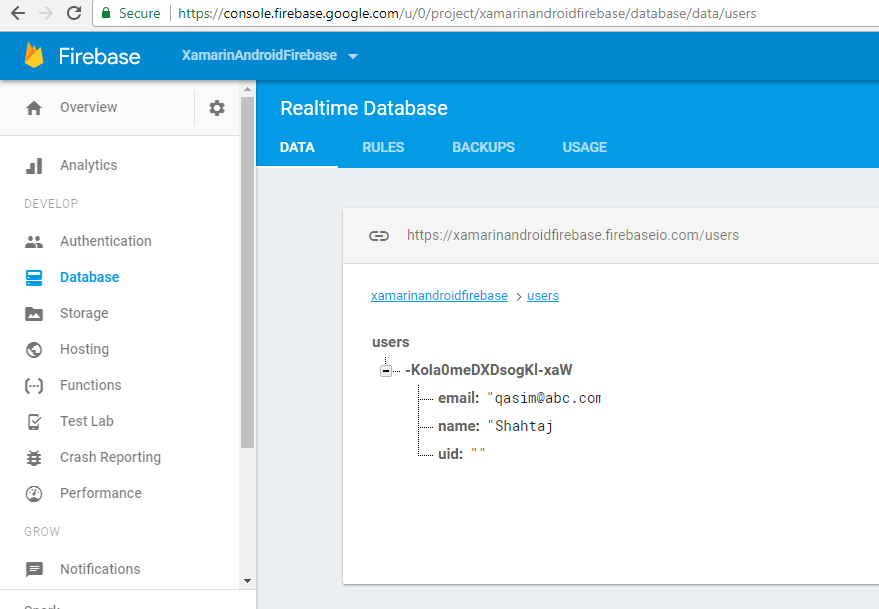 Secure https://console.firebase.google.com/u/0/project/xamarinandroidfirebase/database/data/users
Firebase XamarinAndroidFirebase
Overview
Analytics
DEVELOP
Authentication
Database
Storage
Hosting
Functions
Test Lab
Crash Reporting
Performance
GROW
Notifications
Spark
Realtime Database
DATA RULES BACKUPS USAGE
https://xamarinandroidfirebase.firebaseio.com/users
xamarinandroidfirebase > users
users
-Kola0meDXDsogKl-xaW
email: "qasim@abc.com
name: "Shahtaj
uid: ""